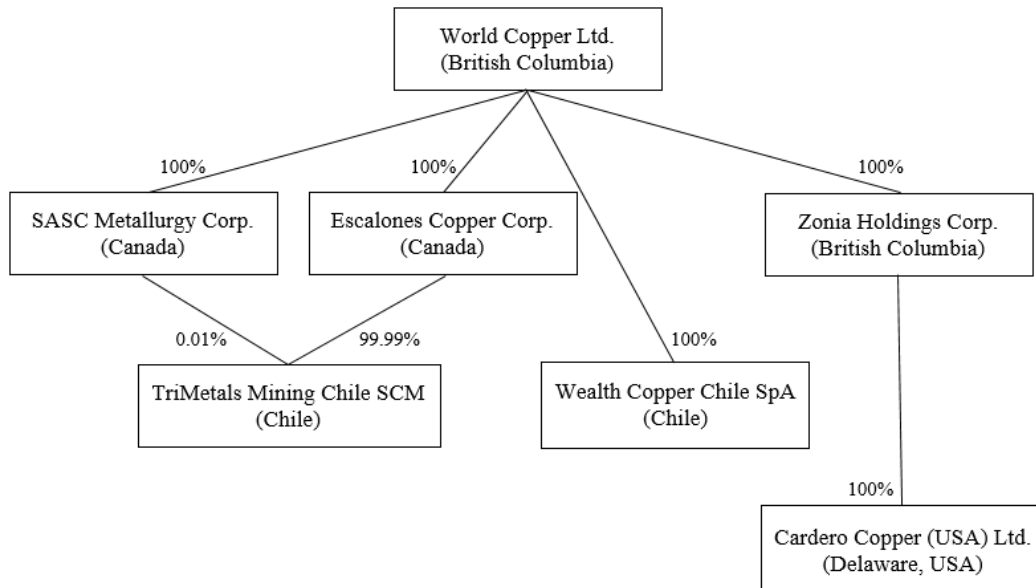 World Copper Ltd.
(British Columbia)
100%
100%
100%
SASC Metallurgy Corp.
(Canada)
Escalones Copper Corp.
(Canada)
Zonia Holdings Corp.
(British Columbia)
0.01%
99.99%
100%
TriMetals Mining Chile SCM
(Chile)
Wealth Copper Chile SpA
(Chile)
100%
Cardero Copper (USA) Ltd.
(Delaware, USA)